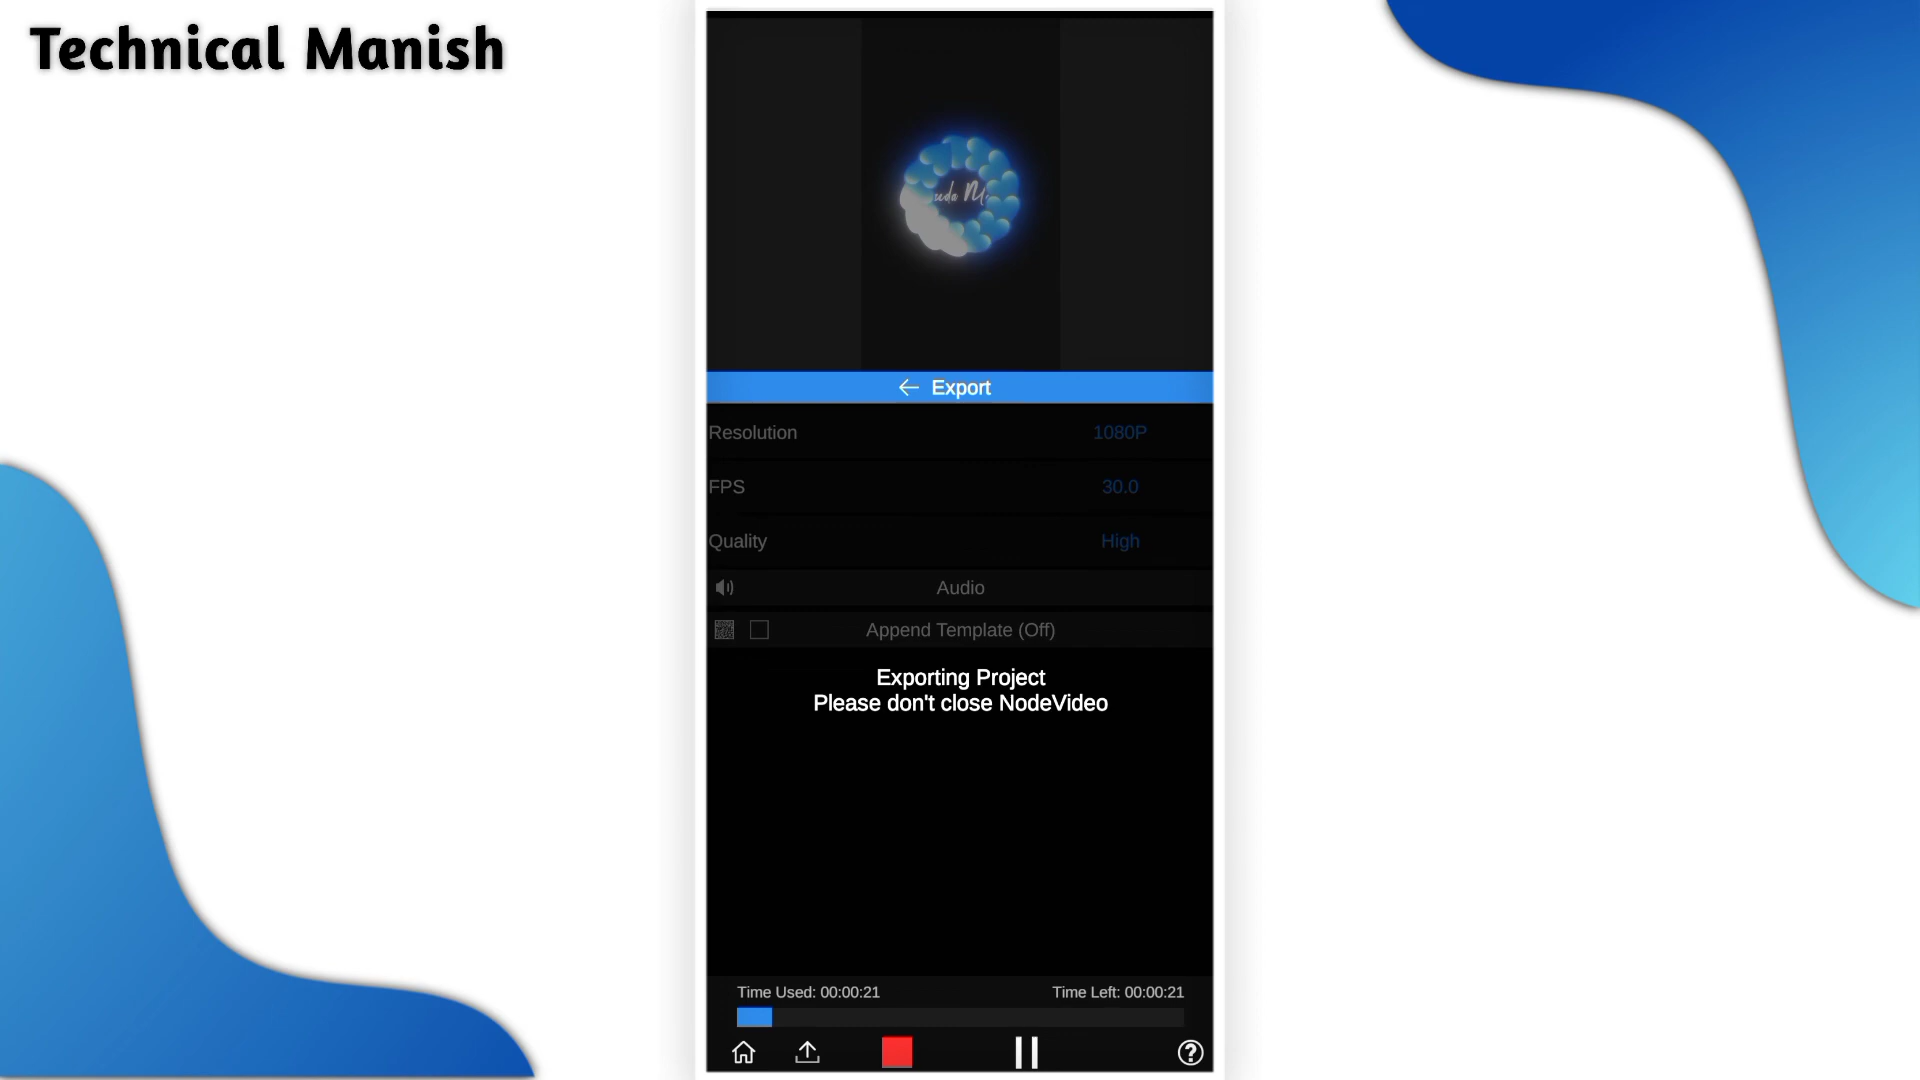 Technical Manish
Export
Resolution 1080P
FPS 30.0
Quality High
Audio
Append Template (Off)
Exporting Project
Please don't close NodeVideo
Time Used: 00:00:21 Time Left: 00:00:21